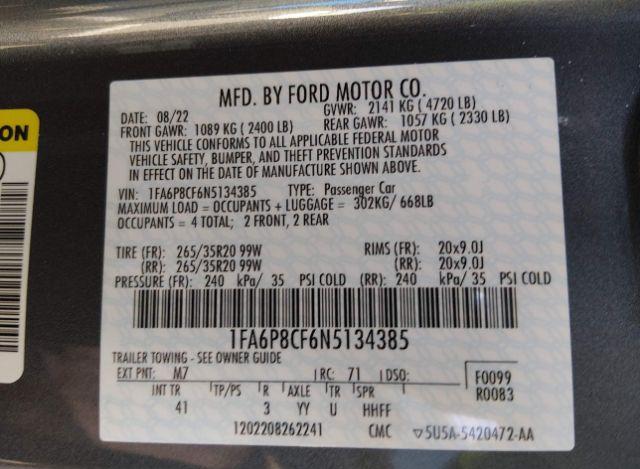 ON
MFD. BY FORD MOTOR CO.
DATE: 08/22 GVWR: 2141 KG (4720 LB)
FRONT GAWR: 1089 KG (2400 LB) REAR GAWR: 1057 KG (2330 LB)
THIS VEHICLE CONFORMS TO ALL APPLICABLE FEDERAL MOTOR
VEHICLE SAFETY, BUMPER, AND THEFT PREVENTION STANDARDS
IN EFFECT ON THE DATE OF MANUFACTURE SHOWN ABOVE.
VIN: 1FA6P8CF6N5134385 TYPE: Passenger Car
MAXIMUM LOAD = OCCUPANTS + LUGGAGE = 302KG/ 668LB
OCCUPANTS = 4 TOTAL; 2 FRONT, 2 REAR
TIRE (FR): 265/35R20 99W RIMS (FR): 20x9.0J
(RR): 265/35R20 99W (RR): 20x9.0J
PRESSURE (FR): 240 kPa/ 35 PSI COLD (RR): 240 kPa/ 35 PSI COLD
1FA6P8CF6N5134385
TRAILER TOWING - SEE OWNER GUIDE
EXT PNT: M7 RC: 71 DSO: F0099
INT TR TP/PS R AXLE TR SPR R0083
41 3 YY U HHFF
1202208262241 CMC ▽5U5A-5420472-AA